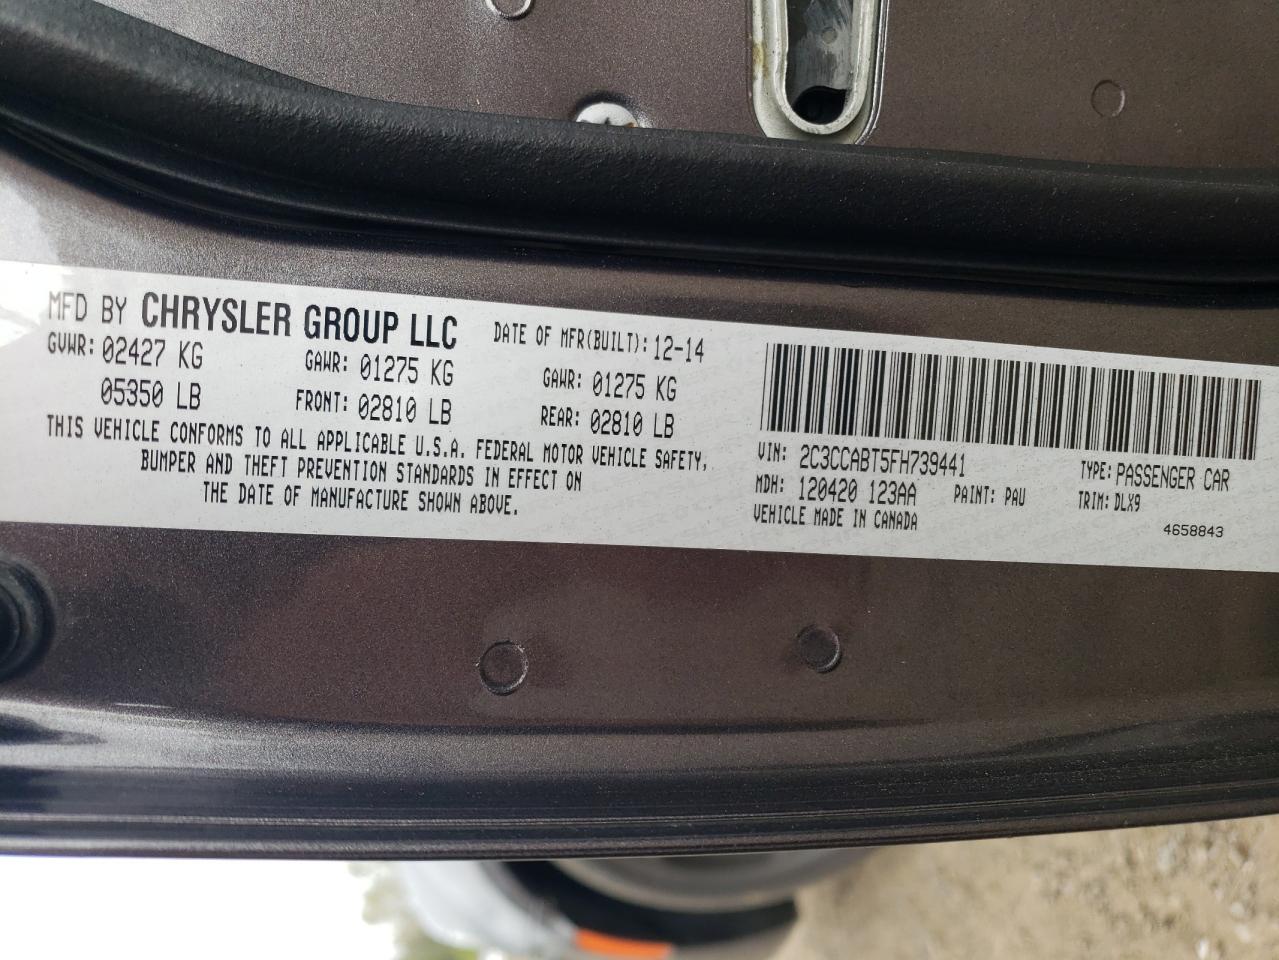 MFD BY CHRYSLER GROUP LLC DATE OF MFR(BUILT): 12-14
GVWR: 02427 KG GAWR: 01275 KG GAWR: 01275 KG
05350 LB FRONT: 02810 LB REAR: 02810 LB
THIS VEHICLE CONFORMS TO ALL APPLICABLE U.S.A. FEDERAL MOTOR VEHICLE SAFETY,
BUMPER AND THEFT PREVENTION STANDARDS IN EFFECT ON
THE DATE OF MANUFACTURE SHOWN ABOVE.
VIN: 2C3CCABT5FH739441 TYPE: PASSENGER CAR
MDH: 120420 123AA PAINT: PAU TRIM: DLX9
VEHICLE MADE IN CANADA
4658843